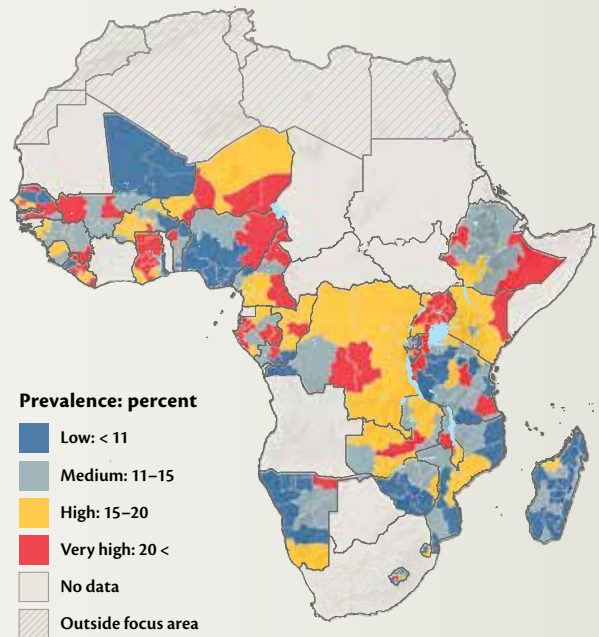 Prevalence: percent
Low: < 11
Medium: 11–15
High: 15–20
Very high: 20 <
No data
Outside focus area